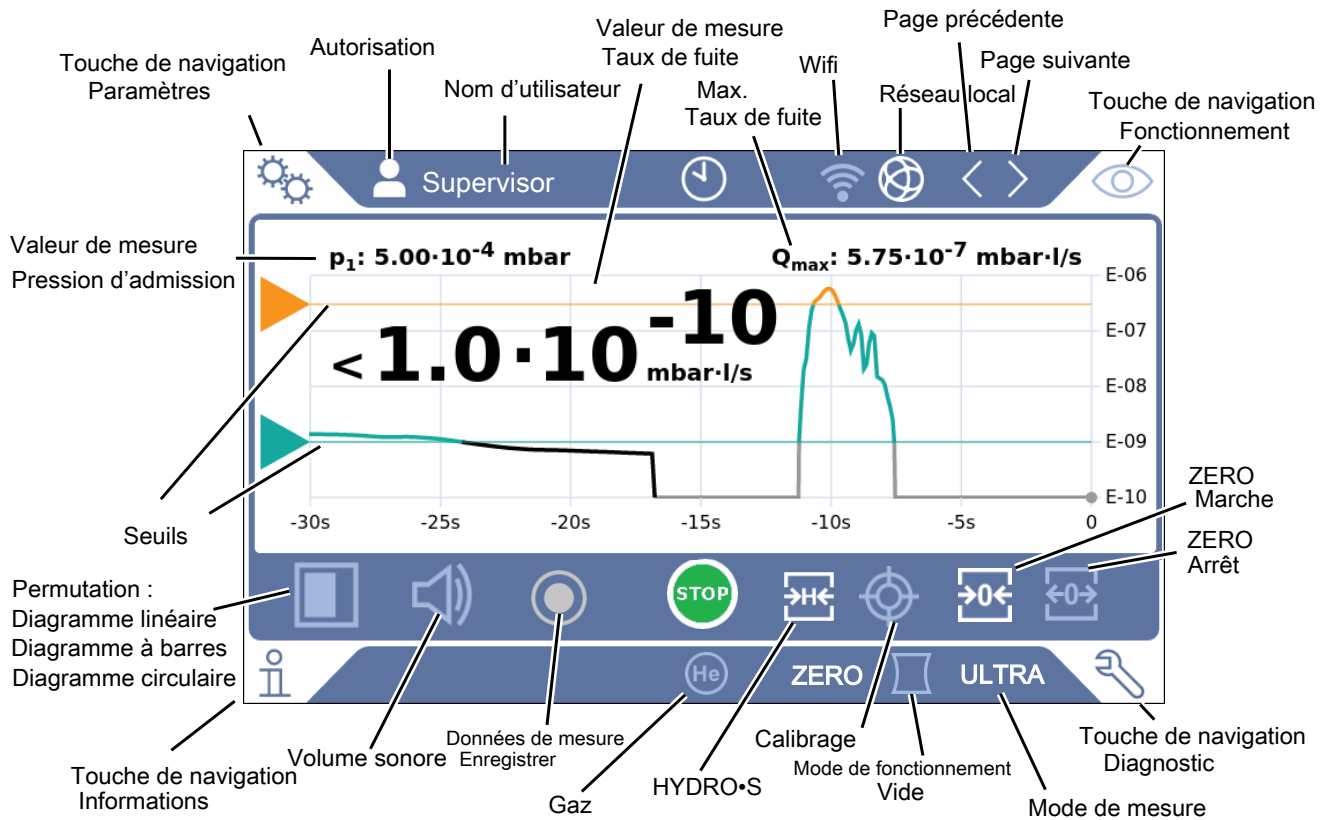 Page précédente
Valeur de mesure
Taux de fuite
Autorisation
Wifi
Page suivante
Touche de navigation
Paramètres
Nom d'utilisateur
Max.
Taux de fuite
Réseau local
Touche de navigation
Fonctionnement
Supervisor
Valeur de mesure
Pression d'admission
p1: 5.00·10-4 mbar
Qmax: 5.75·10-7 mbar·l/s
E-06
<1.0·10-10
mbar·l/s
E-07
E-08
E-09
E-10
-30s
-25s
-20s
-15s
-10s
-5s
0
Seuils
ZERO
Marche
ZERO
Arrêt
Permutation :
Diagramme linéaire
Diagramme à barres
Diagramme circulaire
STOP
H
0
0
He
ZERO
ULTRA
Touche de navigation
Informations
Volume sonore
Données de mesure
Enregistrer
Gaz
HYDRO•S
Calibrage
Mode de fonctionnement
Vide
Mode de mesure
Touche de navigation
Diagnostic